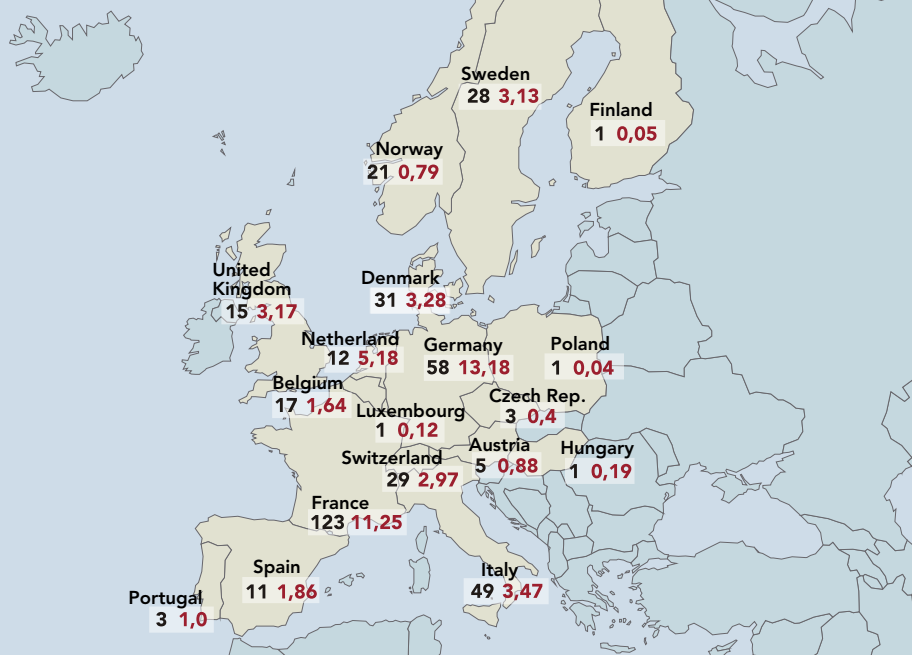 Sweden
28 3,13
Finland
1 0,05
Norway
21 0,79
United
Kingdom
15 3,17
Denmark
31 3,28
Netherland
12 5,18
Germany
58 13,18
Poland
1 0,04
Belgium
17 1,64
Czech Rep.
3 0,4
Luxembourg
1 0,12
Austria
5 0,88
Hungary
1 0,19
Switzerland
29 2,97
France
123 11,25
Spain
11 1,86
Italy
49 3,47
Portugal
3 1,0